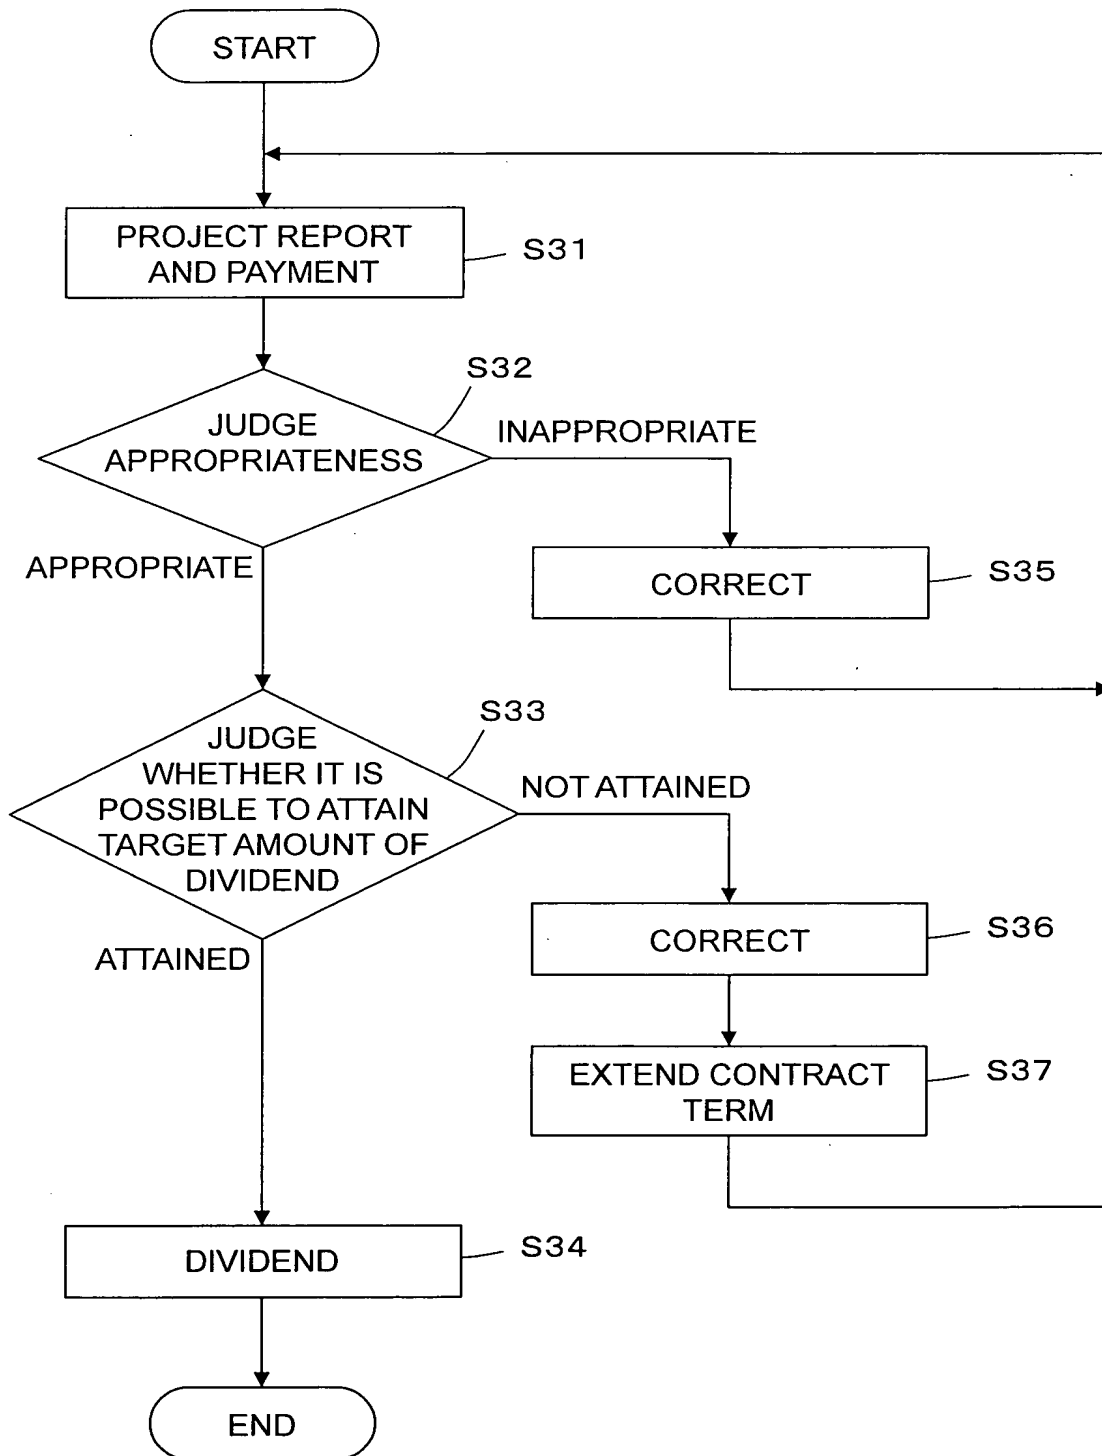 START
PROJECT REPORT
AND PAYMENT
S31
S32
JUDGE
APPROPRIATENESS
INAPPROPRIATE
APPROPRIATE
CORRECT
S35
S33
JUDGE
WHETHER IT IS
POSSIBLE TO ATTAIN
TARGET AMOUNT OF
DIVIDEND
NOT ATTAINED
ATTAINED
CORRECT
S36
EXTEND CONTRACT
TERM
S37
DIVIDEND
S34
END